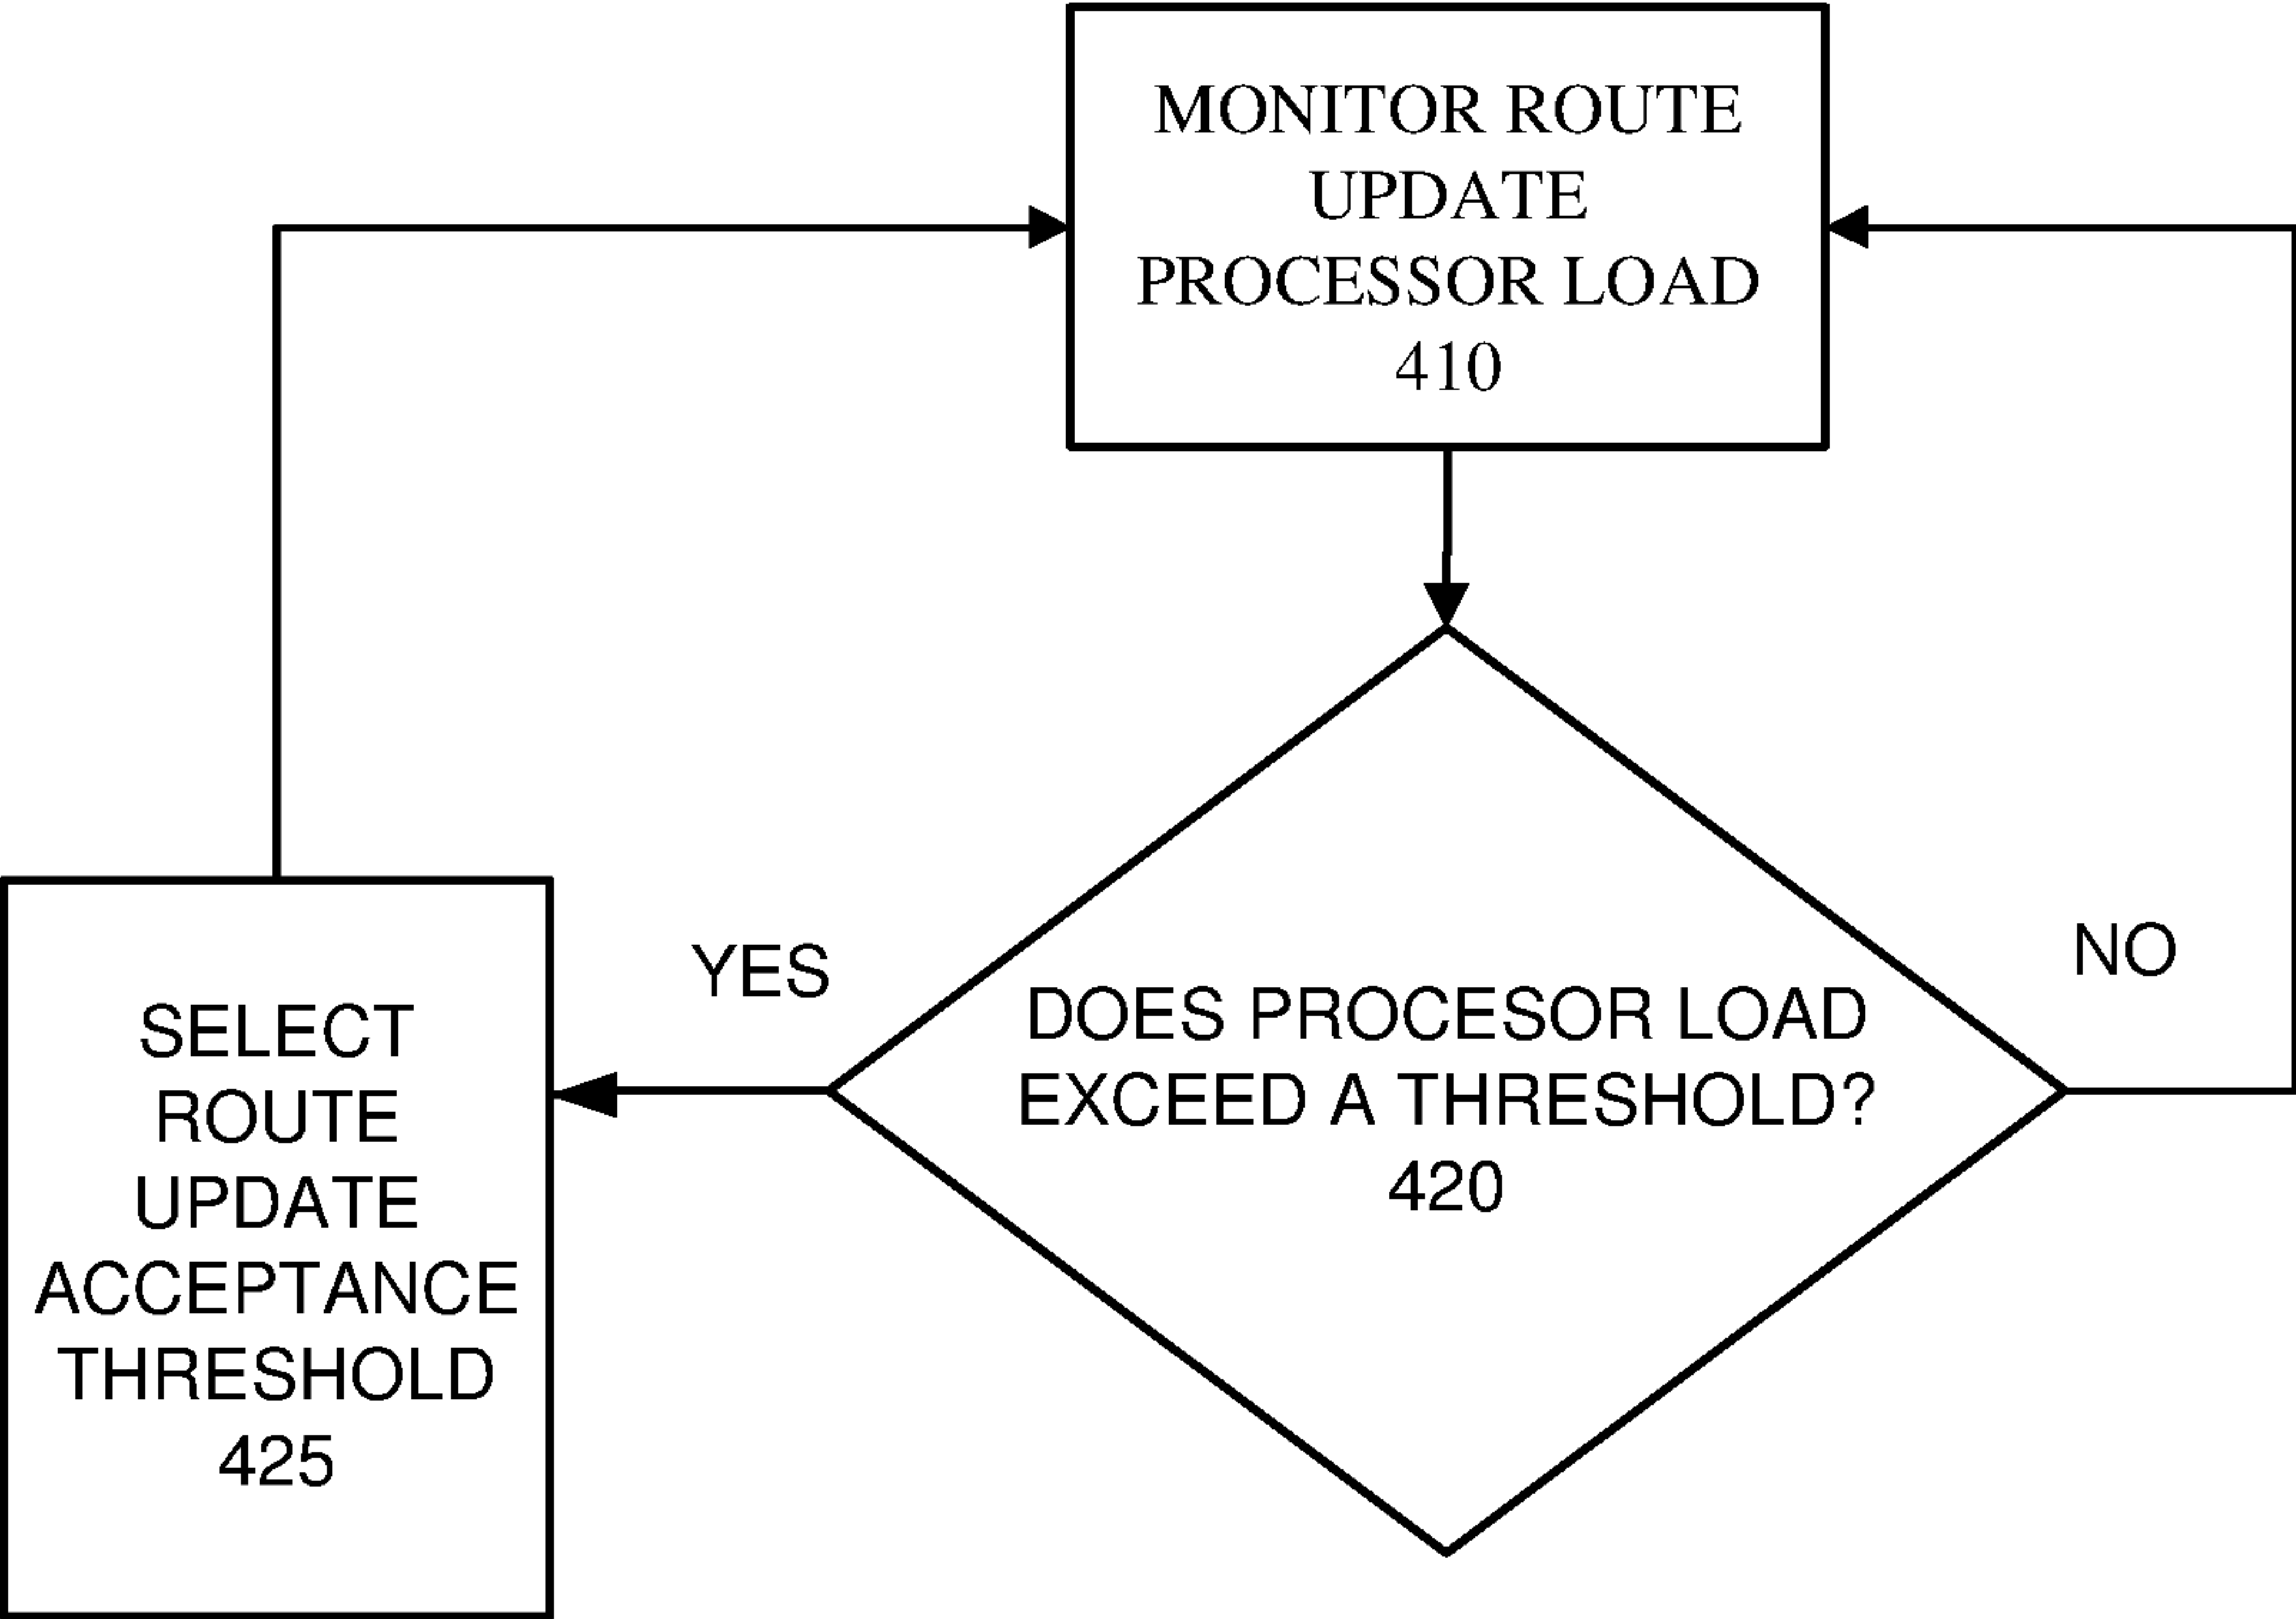 MONITOR ROUTE
UPDATE
PROCESSOR LOAD
410
YES
NO
DOES PROCESOR LOAD
EXCEED A THRESHOLD?
420
SELECT
ROUTE
UPDATE
ACCEPTANCE
THRESHOLD
425